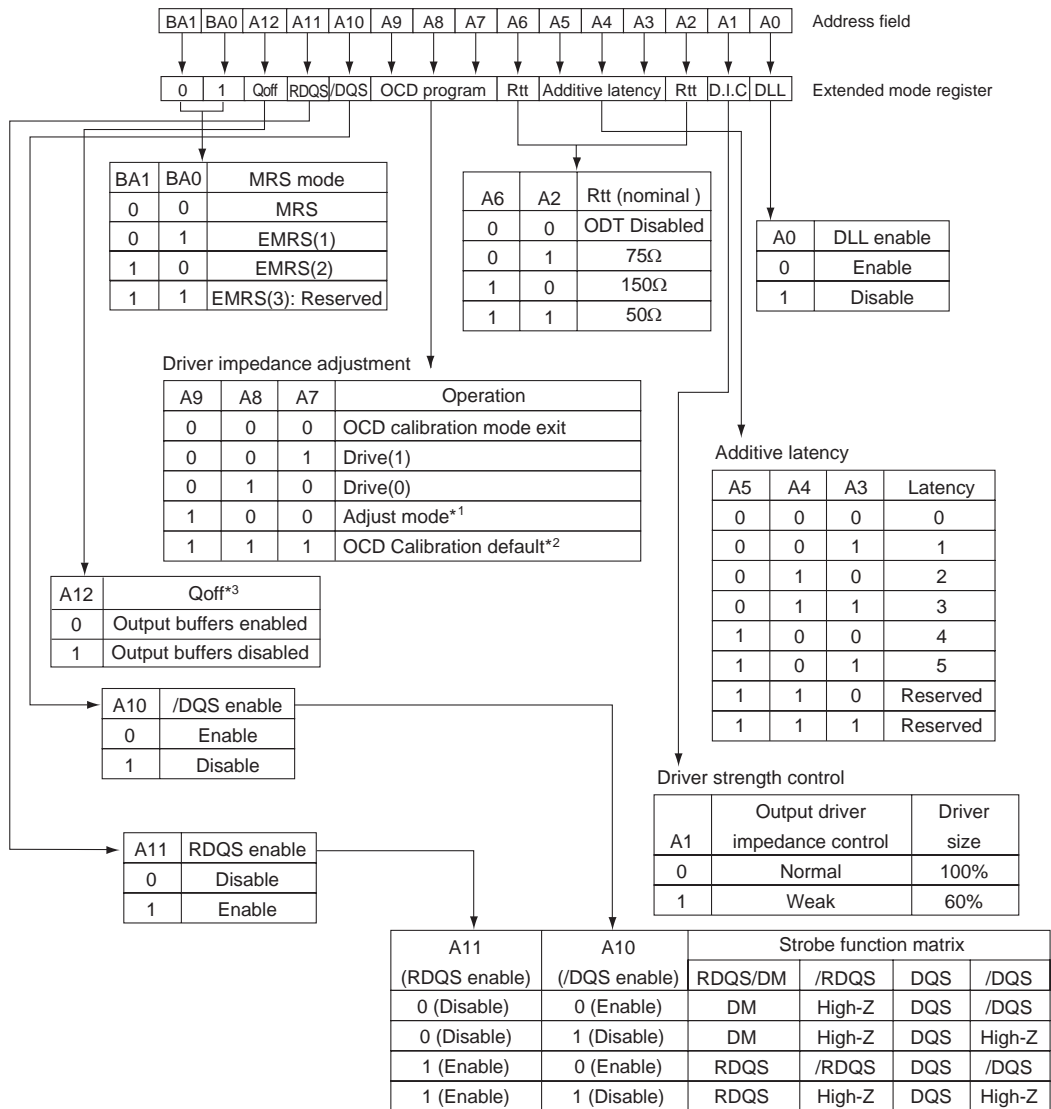 BA1 BA0 A12 A11 A10 A9 A8 A7 A6 A5 A4 A3 A2 A1 A0 Address field
0 1 Qoff RDQS /DQS OCD program Rtt Additive latency Rtt D.I.C DLL Extended mode register
BA1 BA0 MRS mode
0 0 MRS
0 1 EMRS(1)
1 0 EMRS(2)
1 1 EMRS(3): Reserved
A6 A2 Rtt (nominal )
0 0 ODT Disabled
0 1 75Ω
1 0 150Ω
1 1 50Ω
A0 DLL enable
0 Enable
1 Disable
Driver impedance adjustment
A9 A8 A7 Operation
0 0 0 OCD calibration mode exit
0 0 1 Drive(1)
0 1 0 Drive(0)
1 0 0 Adjust mode*1
1 1 1 OCD Calibration default*2
Additive latency
A5 A4 A3 Latency
0 0 0 0
0 0 1 1
0 1 0 2
0 1 1 3
1 0 0 4
1 0 1 5
1 1 0 Reserved
1 1 1 Reserved
A12 Qoff*3
0 Output buffers enabled
1 Output buffers disabled
A10 /DQS enable
0 Enable
1 Disable
Driver strength control
A1 Output driver impedance control Driver size
0 Normal 100%
1 Weak 60%
A11 RDQS enable
0 Disable
1 Enable
A11 A10 Strobe function matrix
(RDQS enable) (/DQS enable) RDQS/DM /RDQS DQS /DQS
0 (Disable) 0 (Enable) DM High-Z DQS /DQS
0 (Disable) 1 (Disable) DM High-Z DQS High-Z
1 (Enable) 0 (Enable) RDQS /RDQS DQS /DQS
1 (Enable) 1 (Disable) RDQS High-Z DQS High-Z